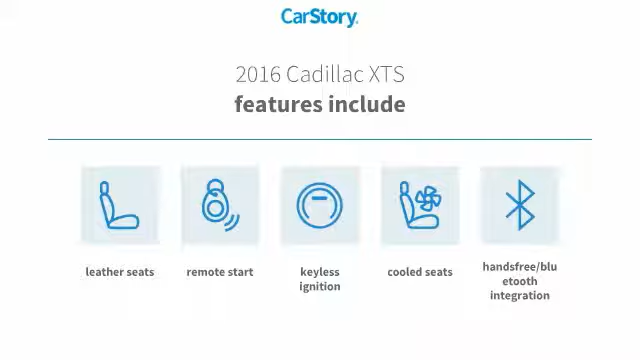 CarStory.
2016 Cadillac XTS
features include
leather seats
remote start
keyless
ignition
cooled seats
handsfree/blu
etooth
integration